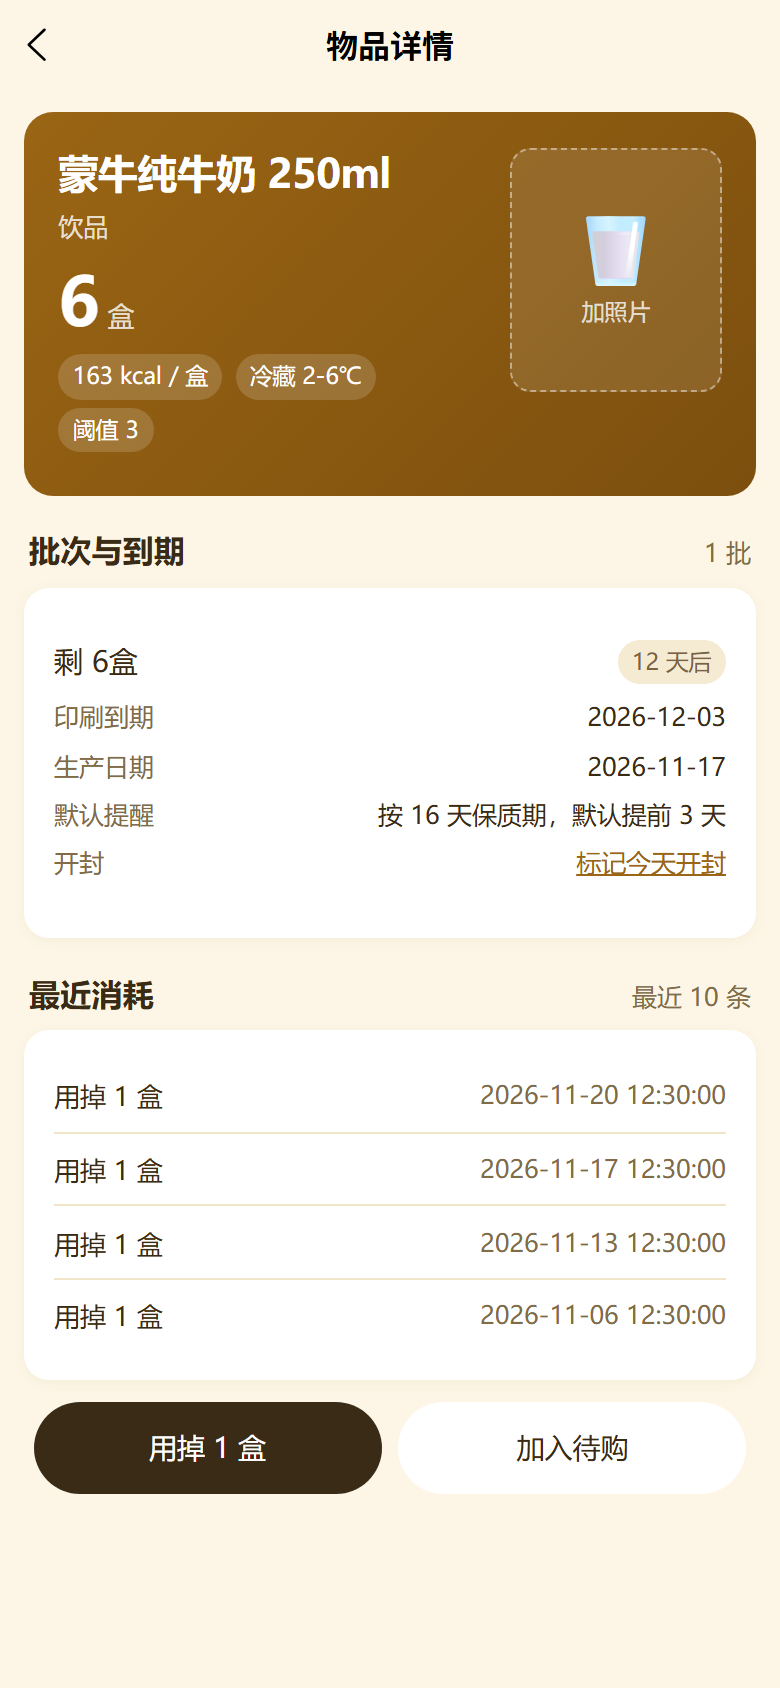 物品详情
蒙牛纯牛奶 250ml
饮品
6 盒
163 kcal / 盒
冷藏 2-6℃
阈值 3
加照片
批次与到期
1 批
剩 6盒
12 天后
印刷到期
2026-12-03
生产日期
2026-11-17
默认提醒
按 16 天保质期，默认提前 3 天
开封
标记今天开封
最近消耗
最近 10 条
用掉 1 盒
2026-11-20 12:30:00
用掉 1 盒
2026-11-17 12:30:00
用掉 1 盒
2026-11-13 12:30:00
用掉 1 盒
2026-11-06 12:30:00
用掉 1 盒
加入待购